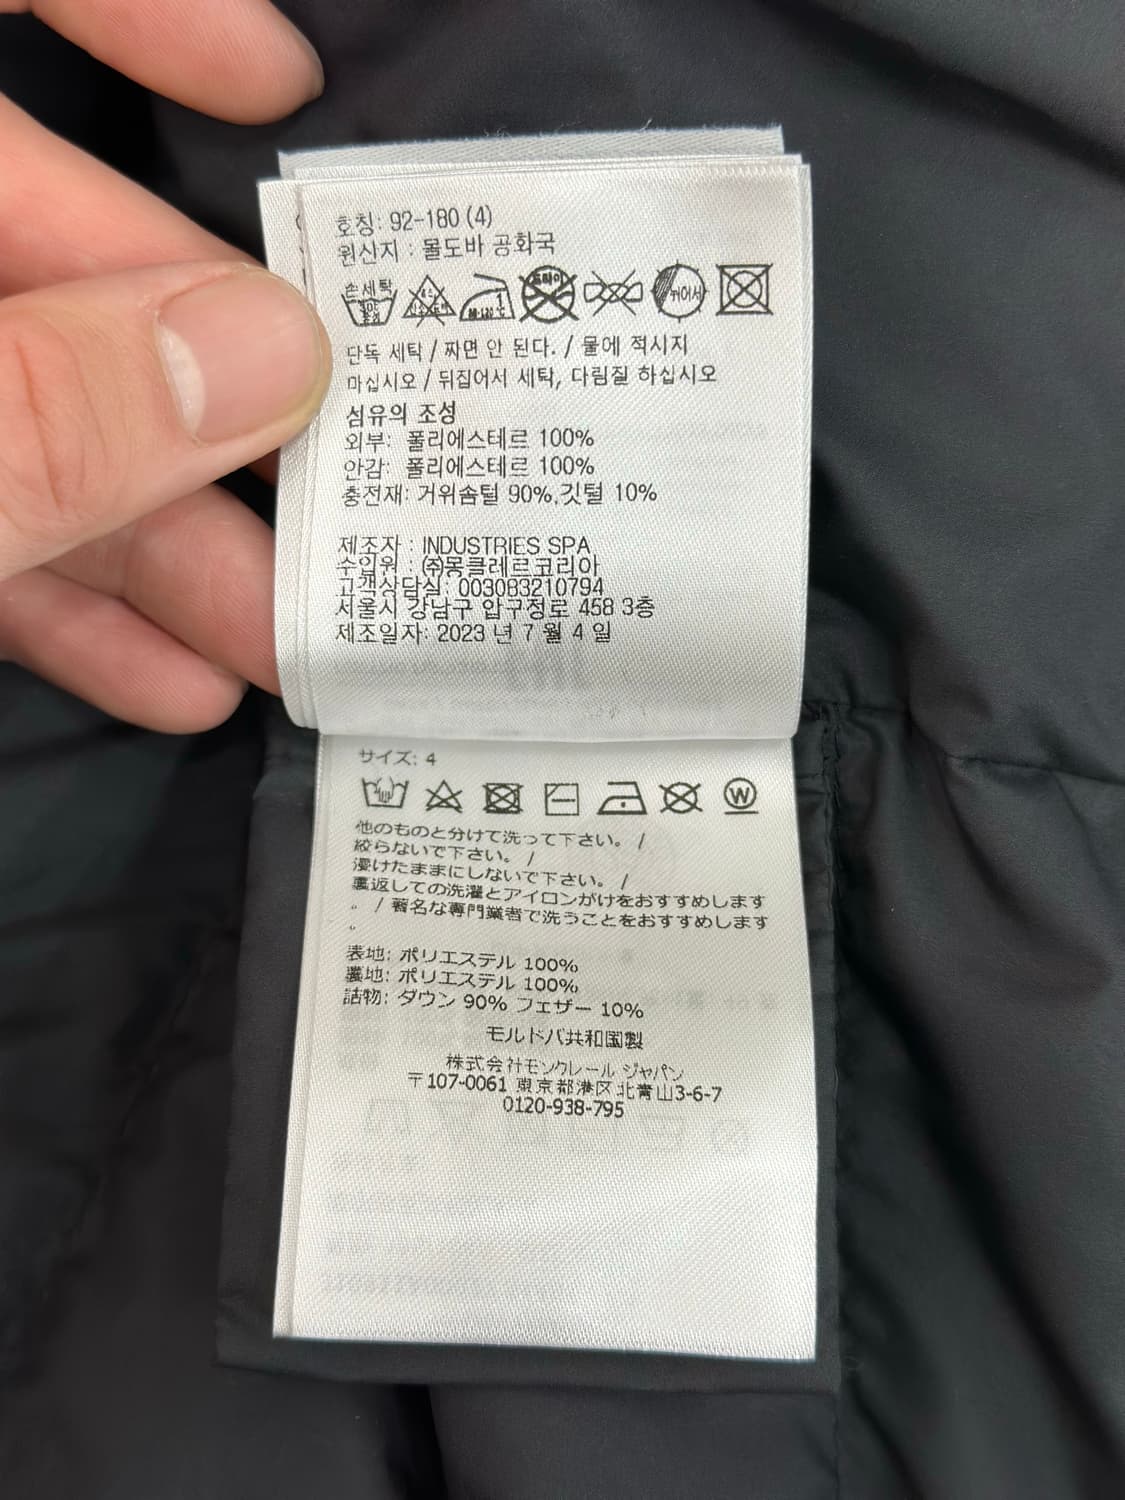 호칭: 92-180 (4)
원산지 : 몰도바 공화국
손세탁
드라이
뉘어서
80-120℃
단독 세탁 / 짜면 안 된다. / 물에 적시지
마십시오 / 뒤집어서 세탁, 다림질 하십시오
섬유의 조성
외부: 폴리에스테르 100%
안감: 폴리에스테르 100%
충전재: 거위솜털 90%,깃털 10%
제조자 : INDUSTRIES SPA
수입원 : ㈜몽클레르코리아
고객상담실: 003083210794
서울시 강남구 압구정로 458 3층
제조일자: 2023 년 7 월 4 일
サイズ: 4
W
他のものと分けて洗って下さい。 /
絞らないで下さい。 /
浸けたままにしないで下さい。 /
裏返しての洗濯とアイロンがけをおすすめします
。 / 著名な専門業者で洗うことをおすすめします
。
表地: ポリエステル 100%
裏地: ポリエステル 100%
詰物: ダウン 90% フェザー 10%
モルドバ共和国製
株式会社モンクレール ジャパン
〒107-0061 東京都港区北青山3-6-7
0120-938-795